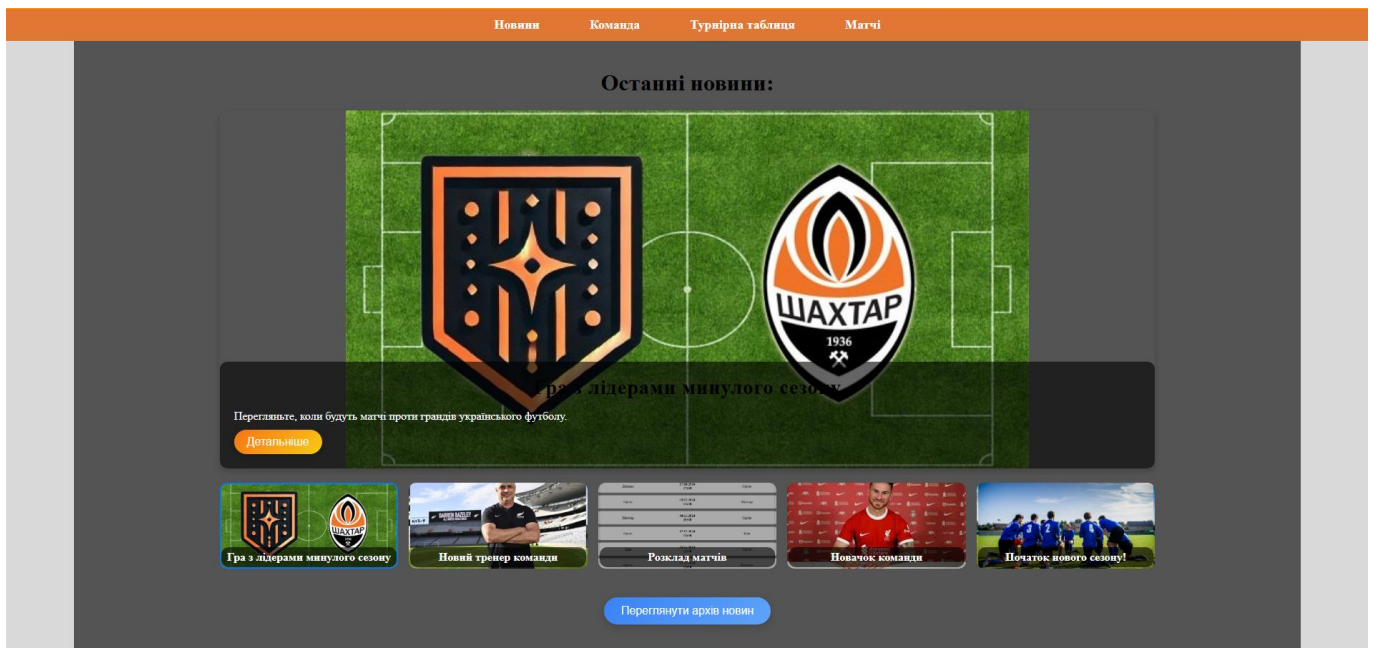 Новини Команда Турнірна таблиця Матчі
Останні новини:
ШАХТАР
1936
Гра з лідерами минулого сезону
Перегляньте, коли будуть матчі проти грандів українського футболу.
Детальніше
ШАХТАР
Гра з лідерами минулого сезону
Новий тренер команди
Розклад матчів
Новачок команди
Початок нового сезону!
Переглянути архів новин